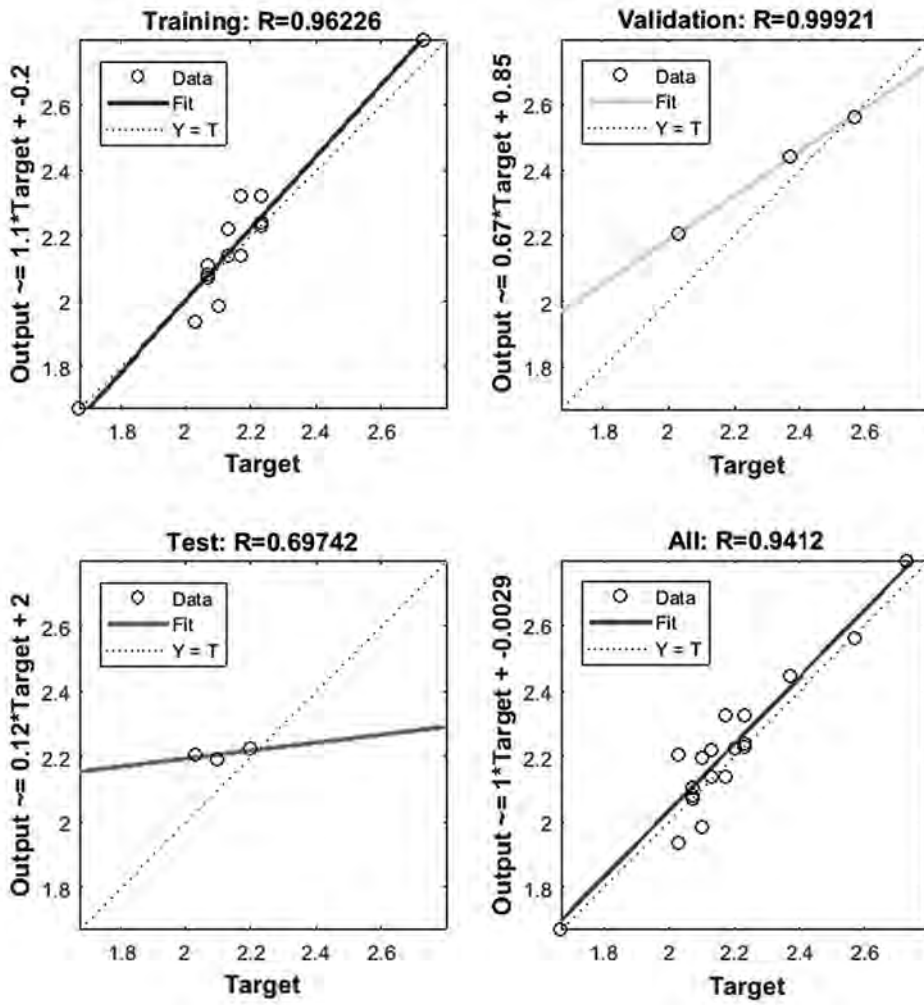 Training: R=0.96226
Output ~= 1.1*Target + -0.2
Data
Fit
Y = T
2.6
2.4
2.2
2
1.8
1.8 2 2.2 2.4 2.6
Target
Validation: R=0.99921
Output ~= 0.67*Target + 0.85
Data
Fit
Y = T
2.6
2.4
2.2
2
1.8
1.8 2 2.2 2.4 2.6
Target
Test: R=0.69742
Output ~= 0.12*Target + 2
Data
Fit
Y = T
2.6
2.4
2.2
2
1.8
1.8 2 2.2 2.4 2.6
Target
All: R=0.9412
Output ~= 1*Target + -0.0029
Data
Fit
Y = T
2.6
2.4
2.2
2
1.8
1.8 2 2.2 2.4 2.6
Target